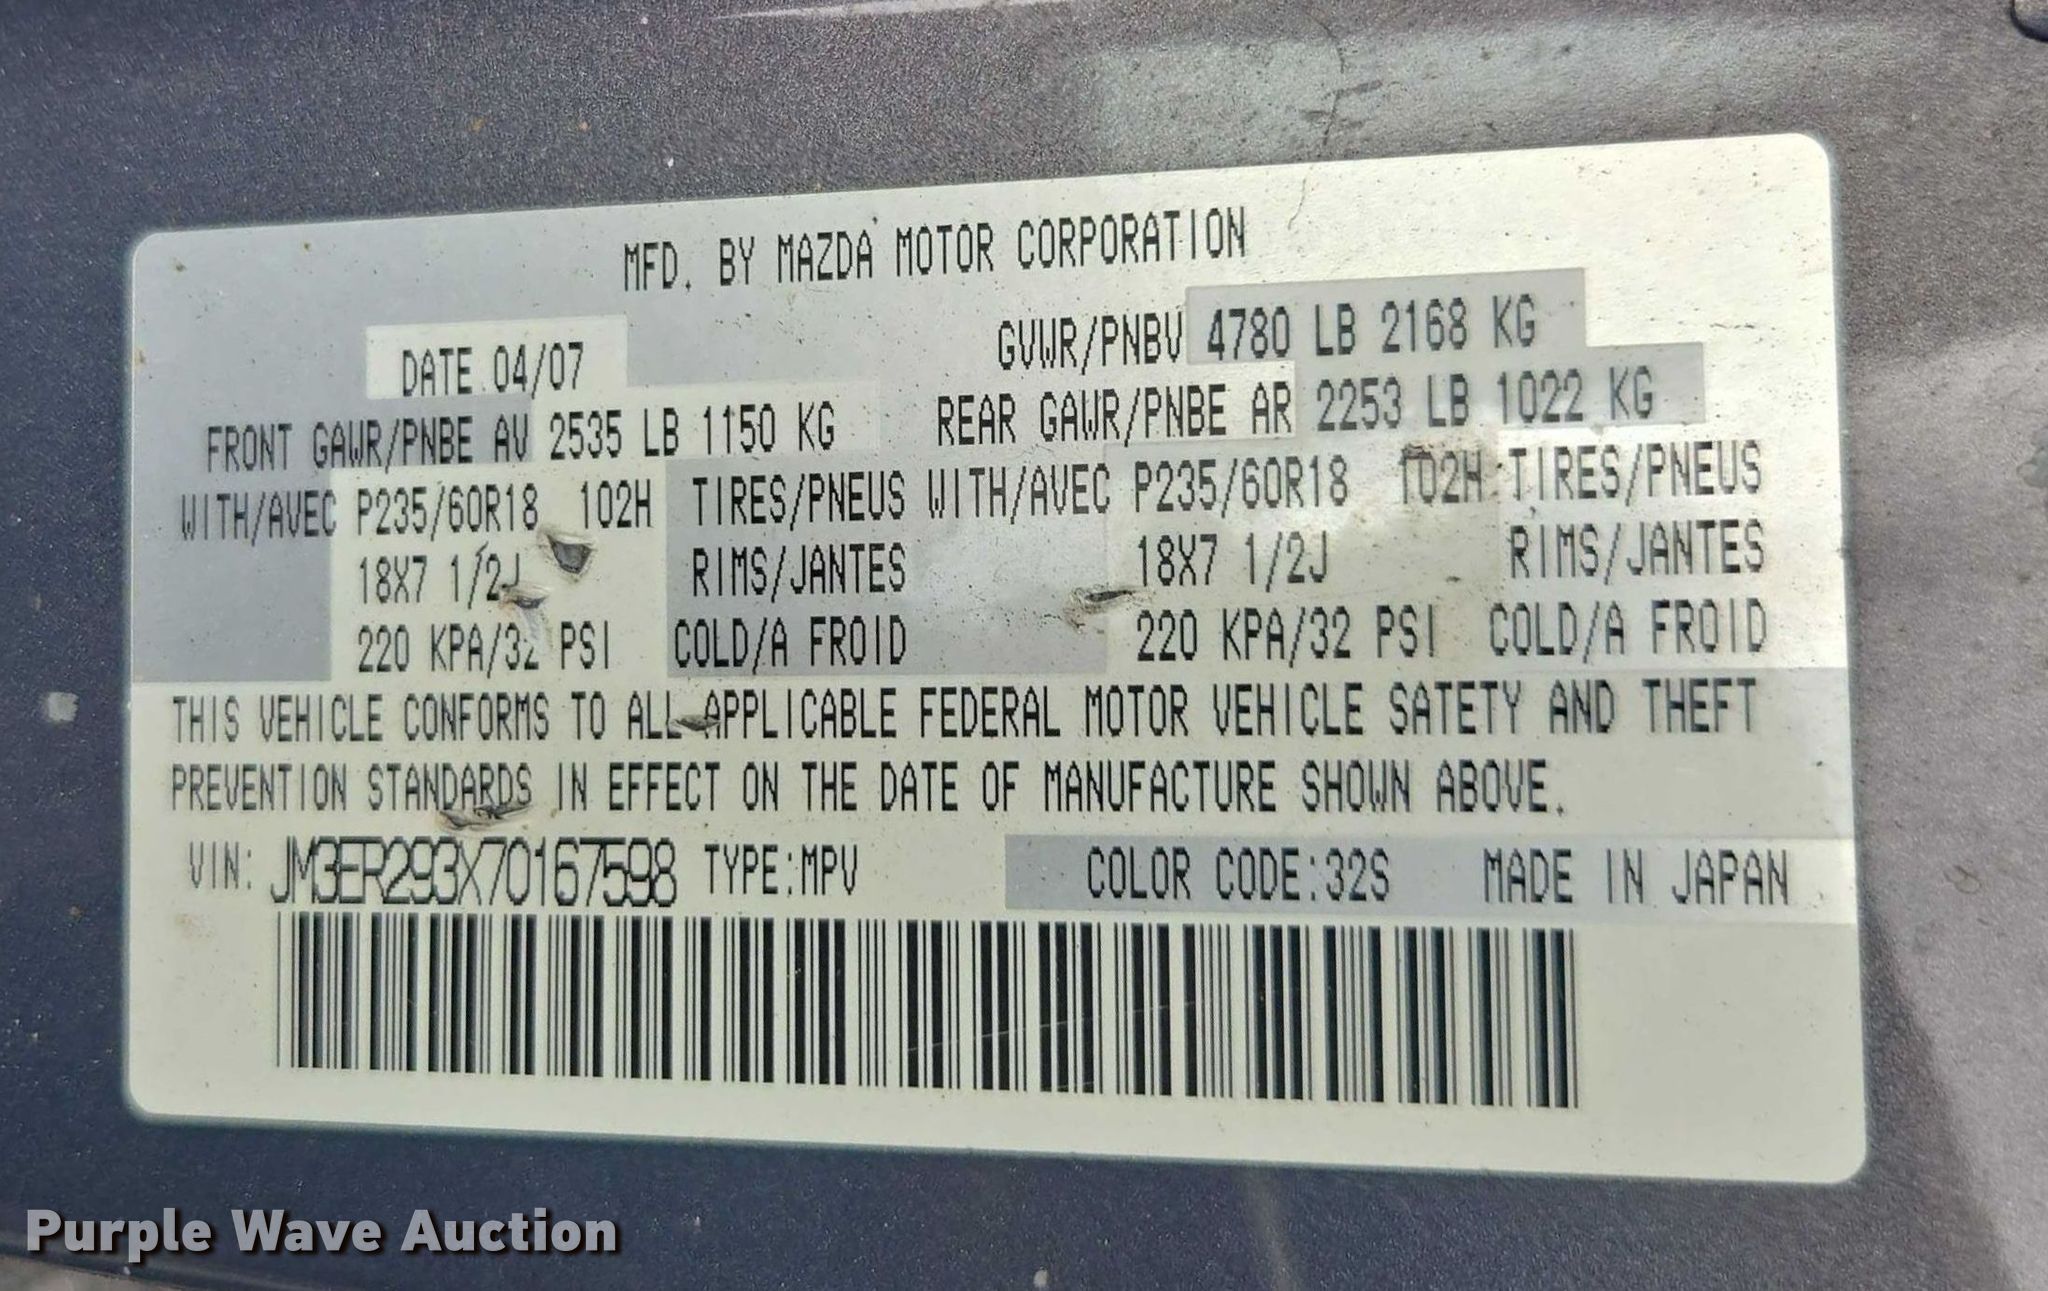 MFD. BY MAZDA MOTOR CORPORATION
DATE 04/07 GVWR/PNBV 4780 LB 2168 KG
FRONT GAWR/PNBE AV 2535 LB 1150 KG REAR GAWR/PNBE AR 2253 LB 1022 KG
WITH/AVEC P235/60R18 102H TIRES/PNEUS WITH/AVEC P235/60R18 102H TIRES/PNEUS
18X7 1/2J RIMS/JANTES 18X7 1/2J RIMS/JANTES
220 KPA/32 PSI COLD/A FROID 220 KPA/32 PSI COLD/A FROID
THIS VEHICLE CONFORMS TO ALL APPLICABLE FEDERAL MOTOR VEHICLE SATETY AND THEFT
PREVENTION STANDARDS IN EFFECT ON THE DATE OF MANUFACTURE SHOWN ABOVE.
VIN: JM3ER293X70167598 TYPE:MPV COLOR CODE:32S MADE IN JAPAN
Purple Wave Auction